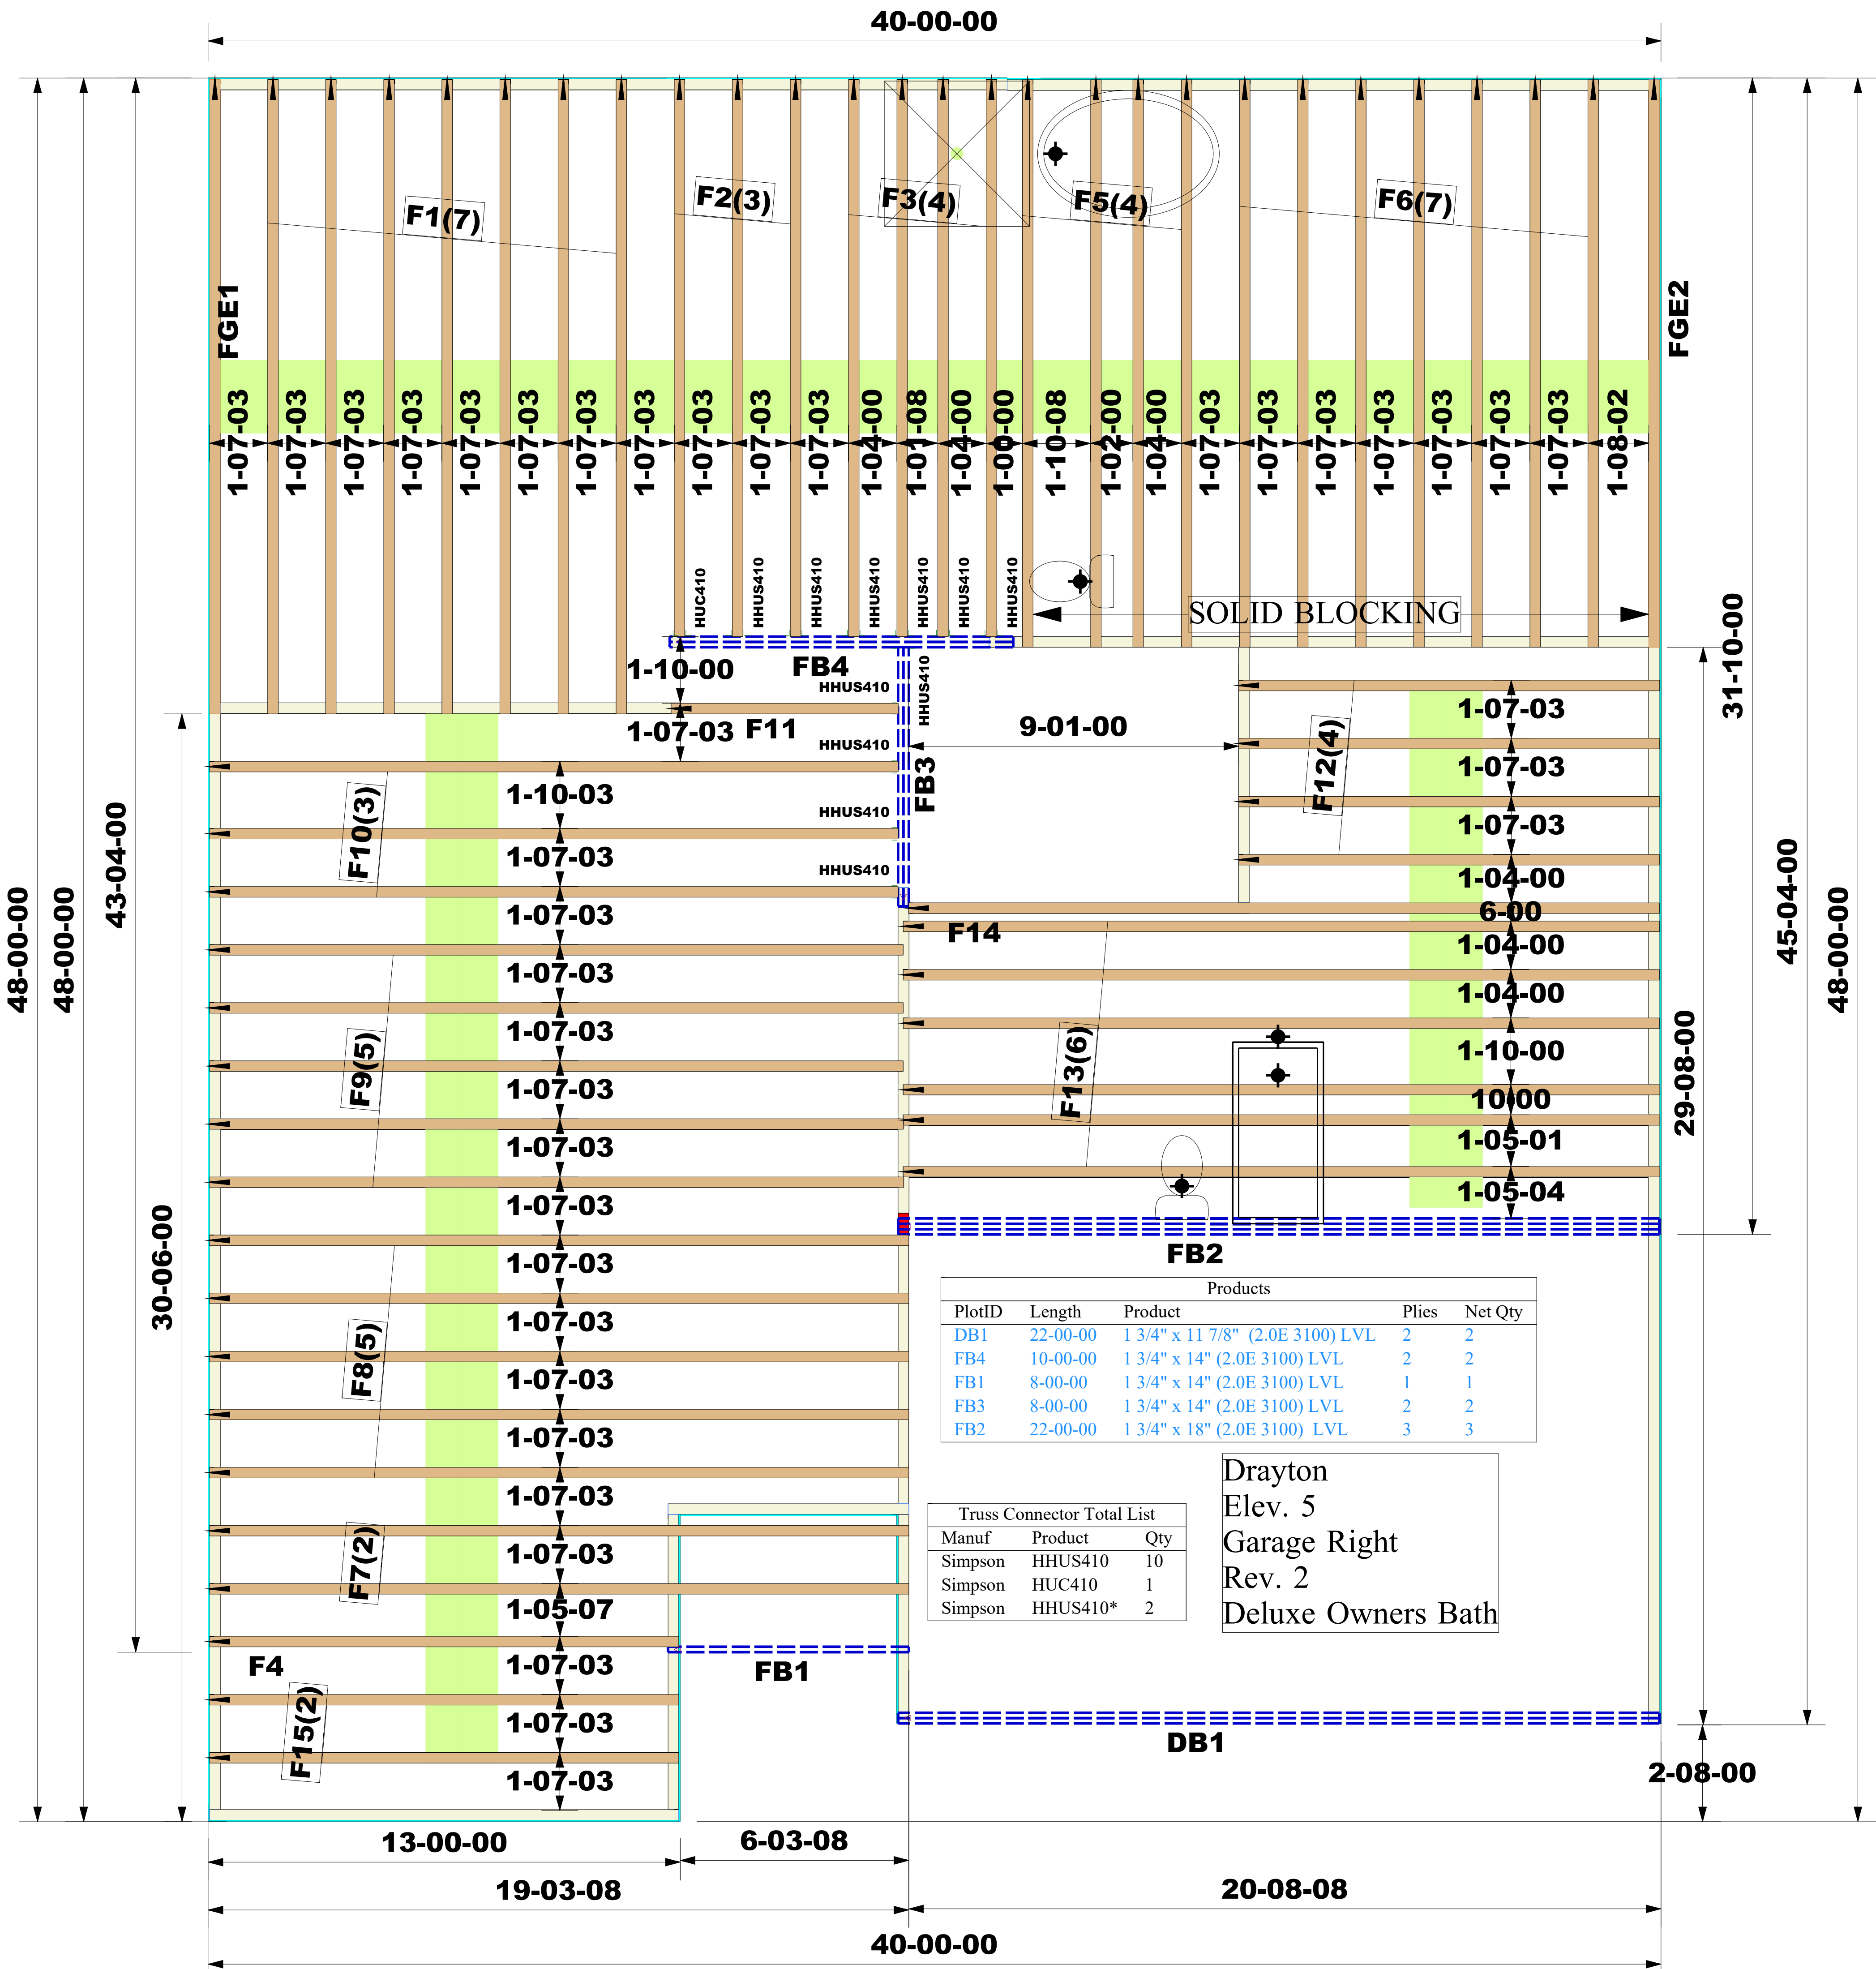 40-00-00
F1(7)
F2(3)
F3(4)
F5(4)
F6(7)
FGE1
FGE2
1-07-03
1-07-03
1-07-03
1-07-03
1-07-03
1-07-03
1-07-03
1-07-03
1-07-03
1-07-03
1-07-03
1-04-00
1-01-08
1-04-00
1-00-00
1-10-08
1-02-00
1-04-00
1-07-03
1-07-03
1-07-03
1-07-03
1-07-03
1-07-03
1-07-03
1-08-02
HUC410
HHUS410
HHUS410
HHUS410
HHUS410
HHUS410
HHUS410
SOLID BLOCKING
1-10-00
FB4
HHUS410
HHUS410
1-07-03
F11
HHUS410
9-01-00
FB3
HHUS410
HHUS410
F12(4)
1-07-03
1-07-03
1-07-03
1-04-00
6-00
1-04-00
1-04-00
1-10-00
10-00
1-05-01
1-05-04
F14
F13(6)
FB2
31-10-00
29-08-00
45-04-00
48-00-00
48-00-00
48-00-00
43-04-00
30-06-00
F10(3)
F9(5)
F8(5)
F7(2)
F4
F15(2)
1-10-03
1-07-03
1-07-03
1-07-03
1-07-03
1-07-03
1-07-03
1-07-03
1-07-03
1-07-03
1-07-03
1-07-03
1-07-03
1-07-03
1-05-07
1-07-03
1-07-03
1-07-03
FB1
DB1
Products
PlotID Length Product Plies Net Qty
DB1 22-00-00 1 3/4" x 11 7/8" (2.0E 3100) LVL 2 2
FB4 10-00-00 1 3/4" x 14" (2.0E 3100) LVL 2 2
FB1 8-00-00 1 3/4" x 14" (2.0E 3100) LVL 1 1
FB3 8-00-00 1 3/4" x 14" (2.0E 3100) LVL 2 2
FB2 22-00-00 1 3/4" x 18" (2.0E 3100) LVL 3 3
Truss Connector Total List
Manuf Product Qty
Simpson HHUS410 10
Simpson HUC410 1
Simpson HHUS410* 2
Drayton
Elev. 5
Garage Right
Rev. 2
Deluxe Owners Bath
2-08-00
13-00-00
6-03-08
19-03-08
20-08-08
40-00-00